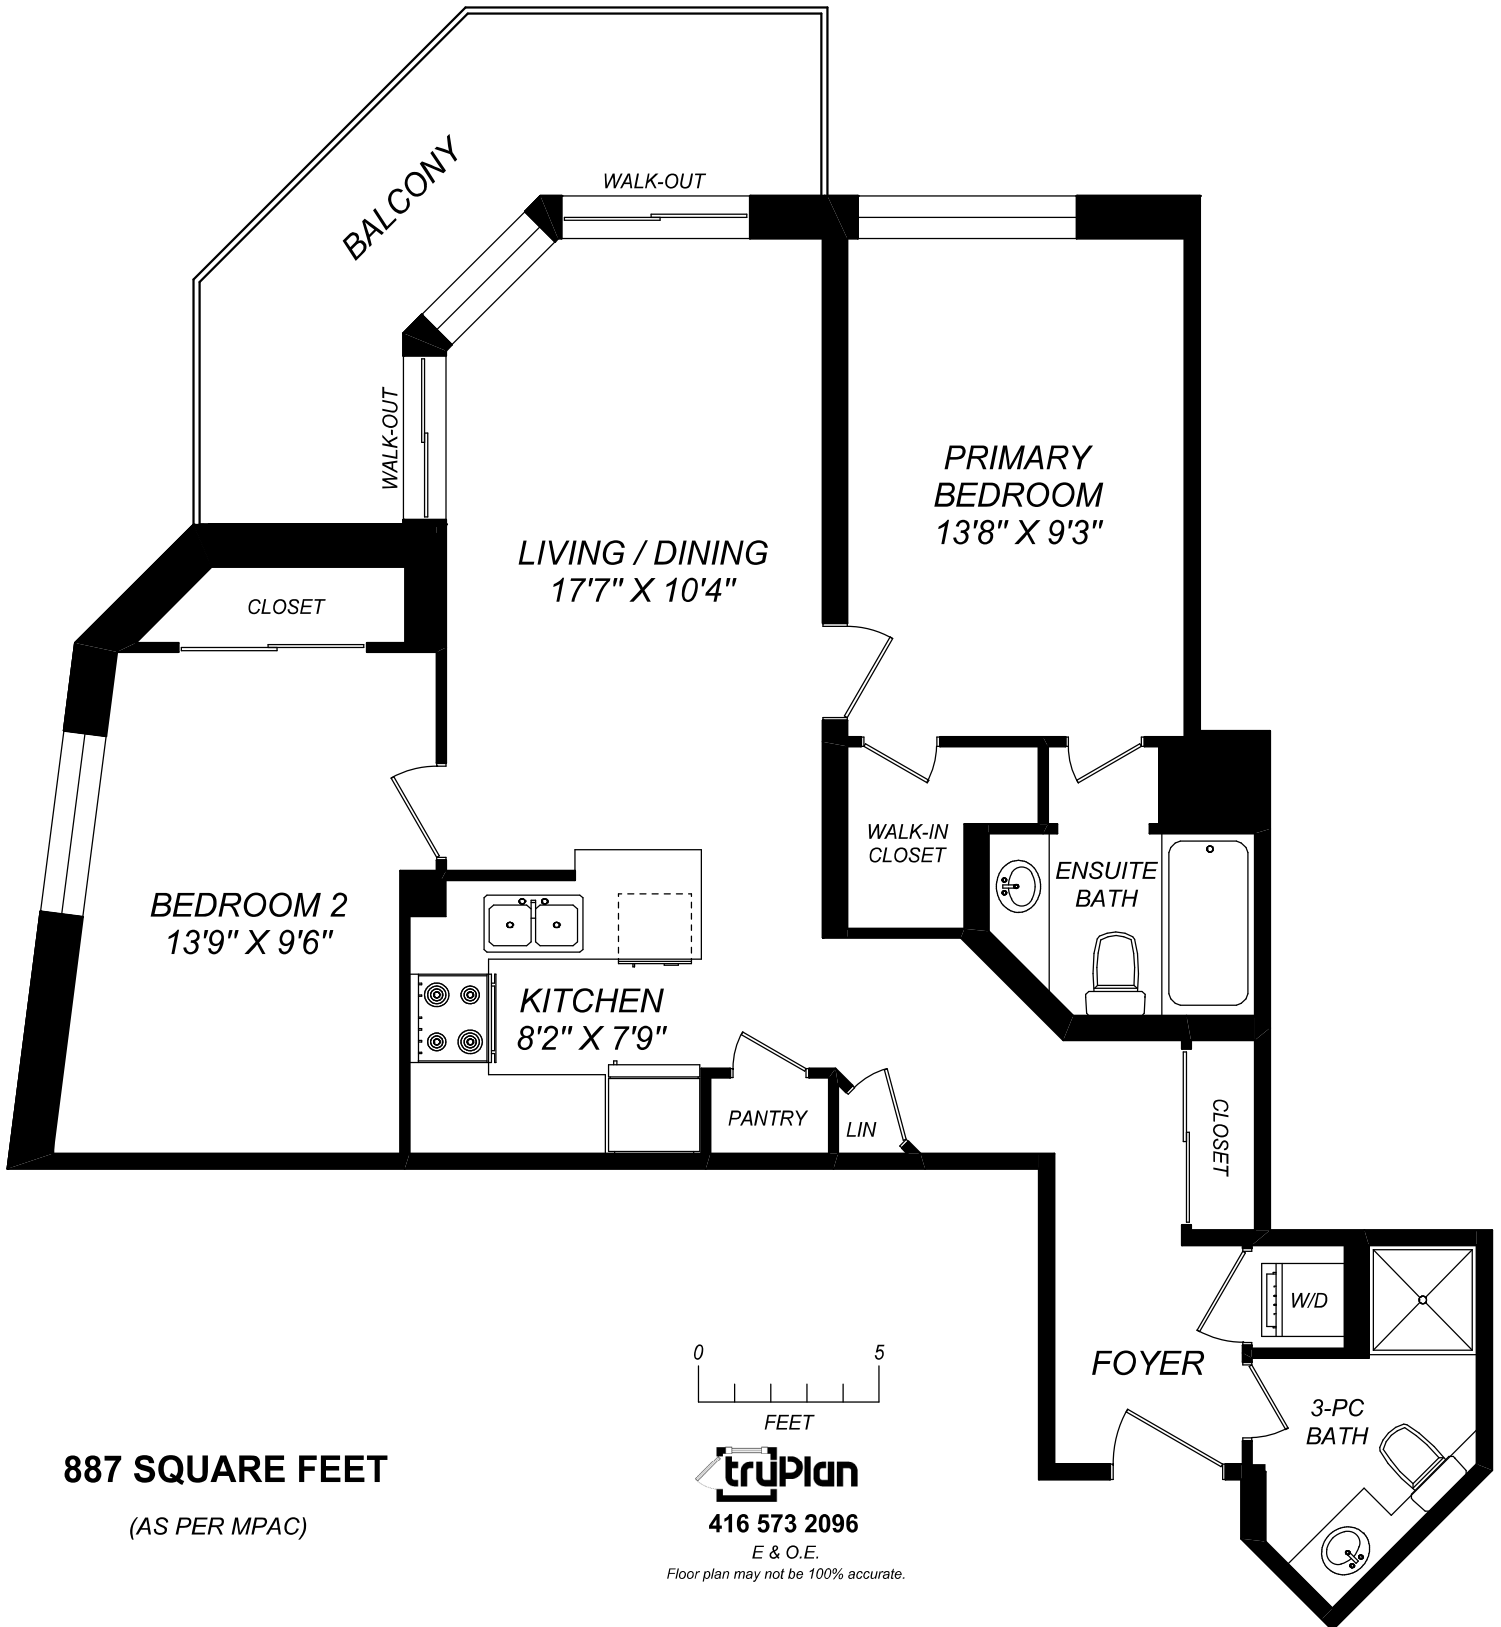 BALCONY
WALK-OUT
WALK-OUT
PRIMARY
BEDROOM
13'8" X 9'3"
LIVING / DINING
17'7" X 10'4"
CLOSET
WALK-IN
CLOSET
ENSUITE
BATH
BEDROOM 2
13'9" X 9'6"
KITCHEN
8'2" X 7'9"
PANTRY
LIN
CLOSET
W/D
FOYER
3-PC
BATH
0 5
FEET
887 SQUARE FEET
(AS PER MPAC)
truPlan
416 573 2096
E & O.E.
Floor plan may not be 100% accurate.